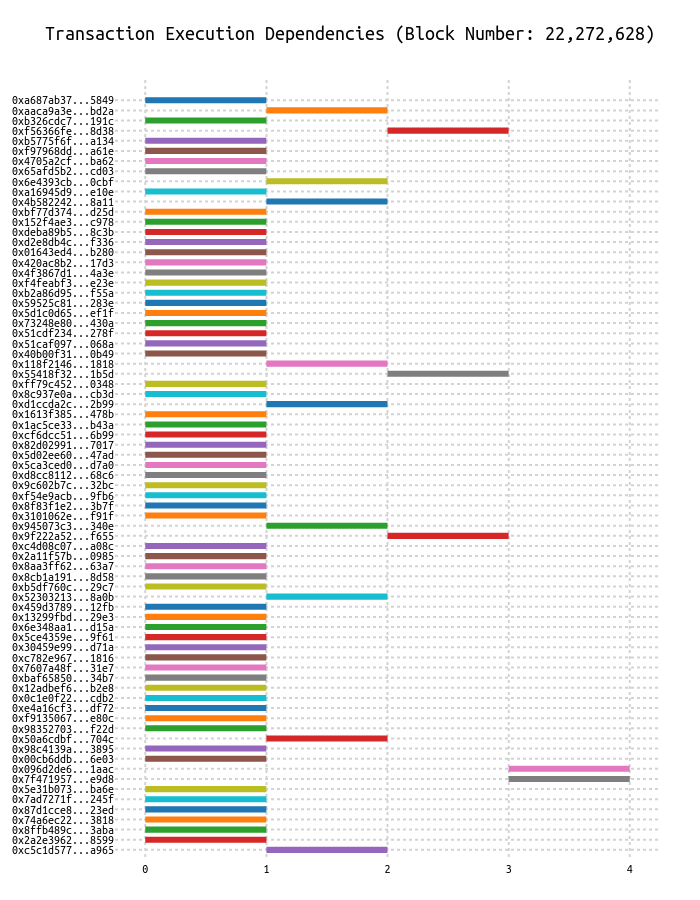 Transaction Execution Dependencies (Block Number: 22,272,628)
0xa687ab37...5849
0xaaca9a3e...bd2a
0xb326cdc7...191c
0xf56366fe...8d38
0xb5775f6f...a134
0xf97968dd...a61e
0x4705a2cf...ba62
0x65afd5b2...cd03
0x6e4393cb...0cbf
0xa16945d9...e10e
0x4b582242...8a11
0xbf77d374...d25d
0x152f4ae3...c978
0xdeba89b5...8c3b
0xd2e8db4c...f336
0x01643ed4...b280
0x420ac8b2...17d3
0x4f3867d1...4a3e
0xf4feabf3...e23e
0xb2a86d95...f55a
0x59525c81...283e
0x5d1c0d65...ef1f
0x73248e80...430a
0x51cdf234...278f
0x51caf097...068a
0x40b00f31...0b49
0x118f2146...1818
0x55418f32...1b5d
0xff79c452...0348
0x8c937e0a...cb3d
0xd1ccda2c...2b99
0x1613f385...478b
0x1ac5ce33...b43a
0xcf6dcc51...6b99
0x82d02991...7017
0x5d02ee60...47ad
0x5ca3ced0...d7a0
0xd8cc8112...68c6
0x9c602b7c...32bc
0xf54e9acb...9fb6
0x8f83f1e2...3b7f
0x3101062e...f91f
0x945073c3...340e
0x9f222a52...f655
0xc4d08c07...a08c
0x2a11f57b...0985
0x8aa3ff62...63a7
0x8cb1a191...8d58
0xb5df760c...29c7
0x52303213...8a0b
0x459d3789...12fb
0x13299fbd...29e3
0x6e348aa1...d15a
0x5ce4359e...9f61
0x30459e99...d71a
0xc782e967...1816
0x7607a48f...31e7
0xbaf65850...34b7
0x12adbef6...b2e8
0x0c1e0f22...cdb2
0xe4a16cf3...df72
0xf9135067...e80c
0x98352703...f22d
0x50a6cdbf...704c
0x98c4139a...3895
0x00cb6ddb...6e03
0x096d2de6...1aac
0x7f471957...e9d8
0x5e31b073...ba6e
0x7ad7271f...245f
0x87d1cce8...23ed
0x74a6ec22...3818
0x8ffb489c...3aba
0x2a2e3962...8599
0xc5c1d577...a965
0 1 2 3 4